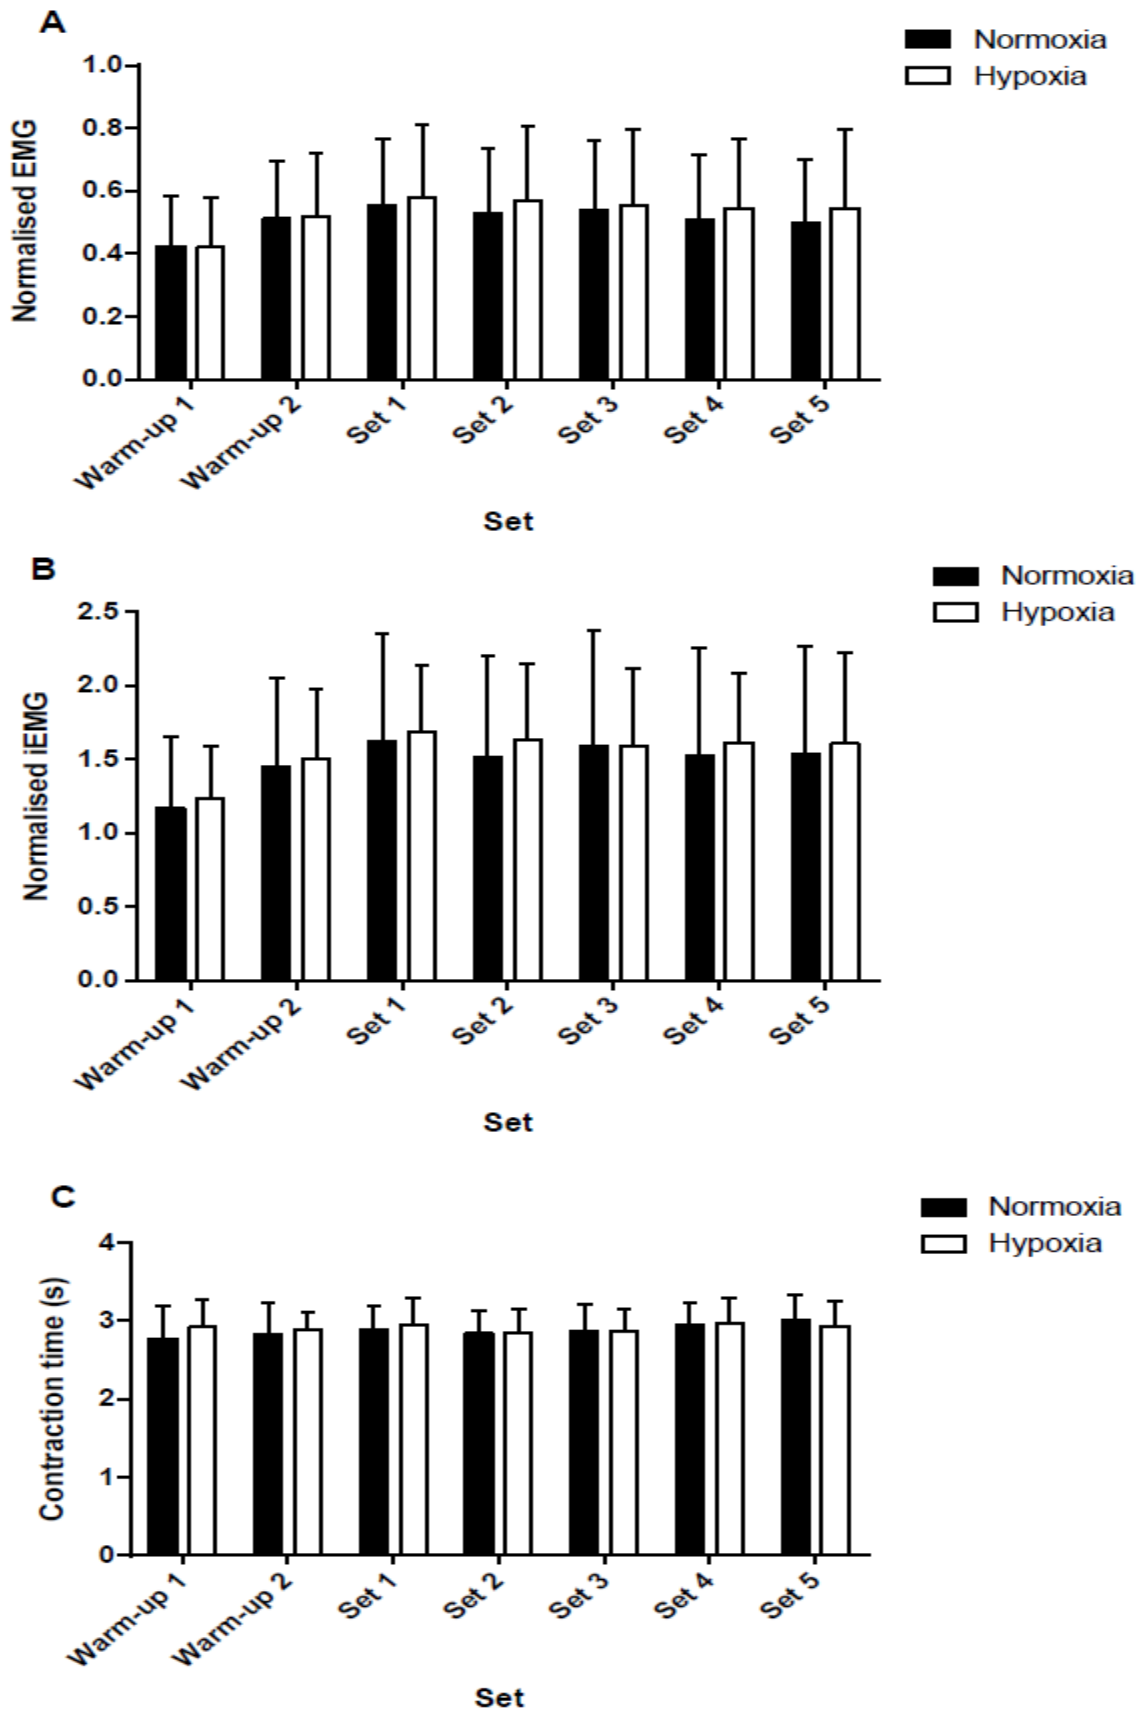 A
Normoxia
Hypoxia
Normalised EMG
1.0
0.8
0.6
0.4
0.2
0.0
Warm-up 1
Warm-up 2
Set 1
Set 2
Set 3
Set 4
Set 5
Set
B
Normoxia
Hypoxia
Normalised iEMG
2.5
2.0
1.5
1.0
0.5
0.0
Warm-up 1
Warm-up 2
Set 1
Set 2
Set 3
Set 4
Set 5
Set
C
Normoxia
Hypoxia
Contraction time (s)
4
3
2
1
0
Warm-up 1
Warm-up 2
Set 1
Set 2
Set 3
Set 4
Set 5
Set